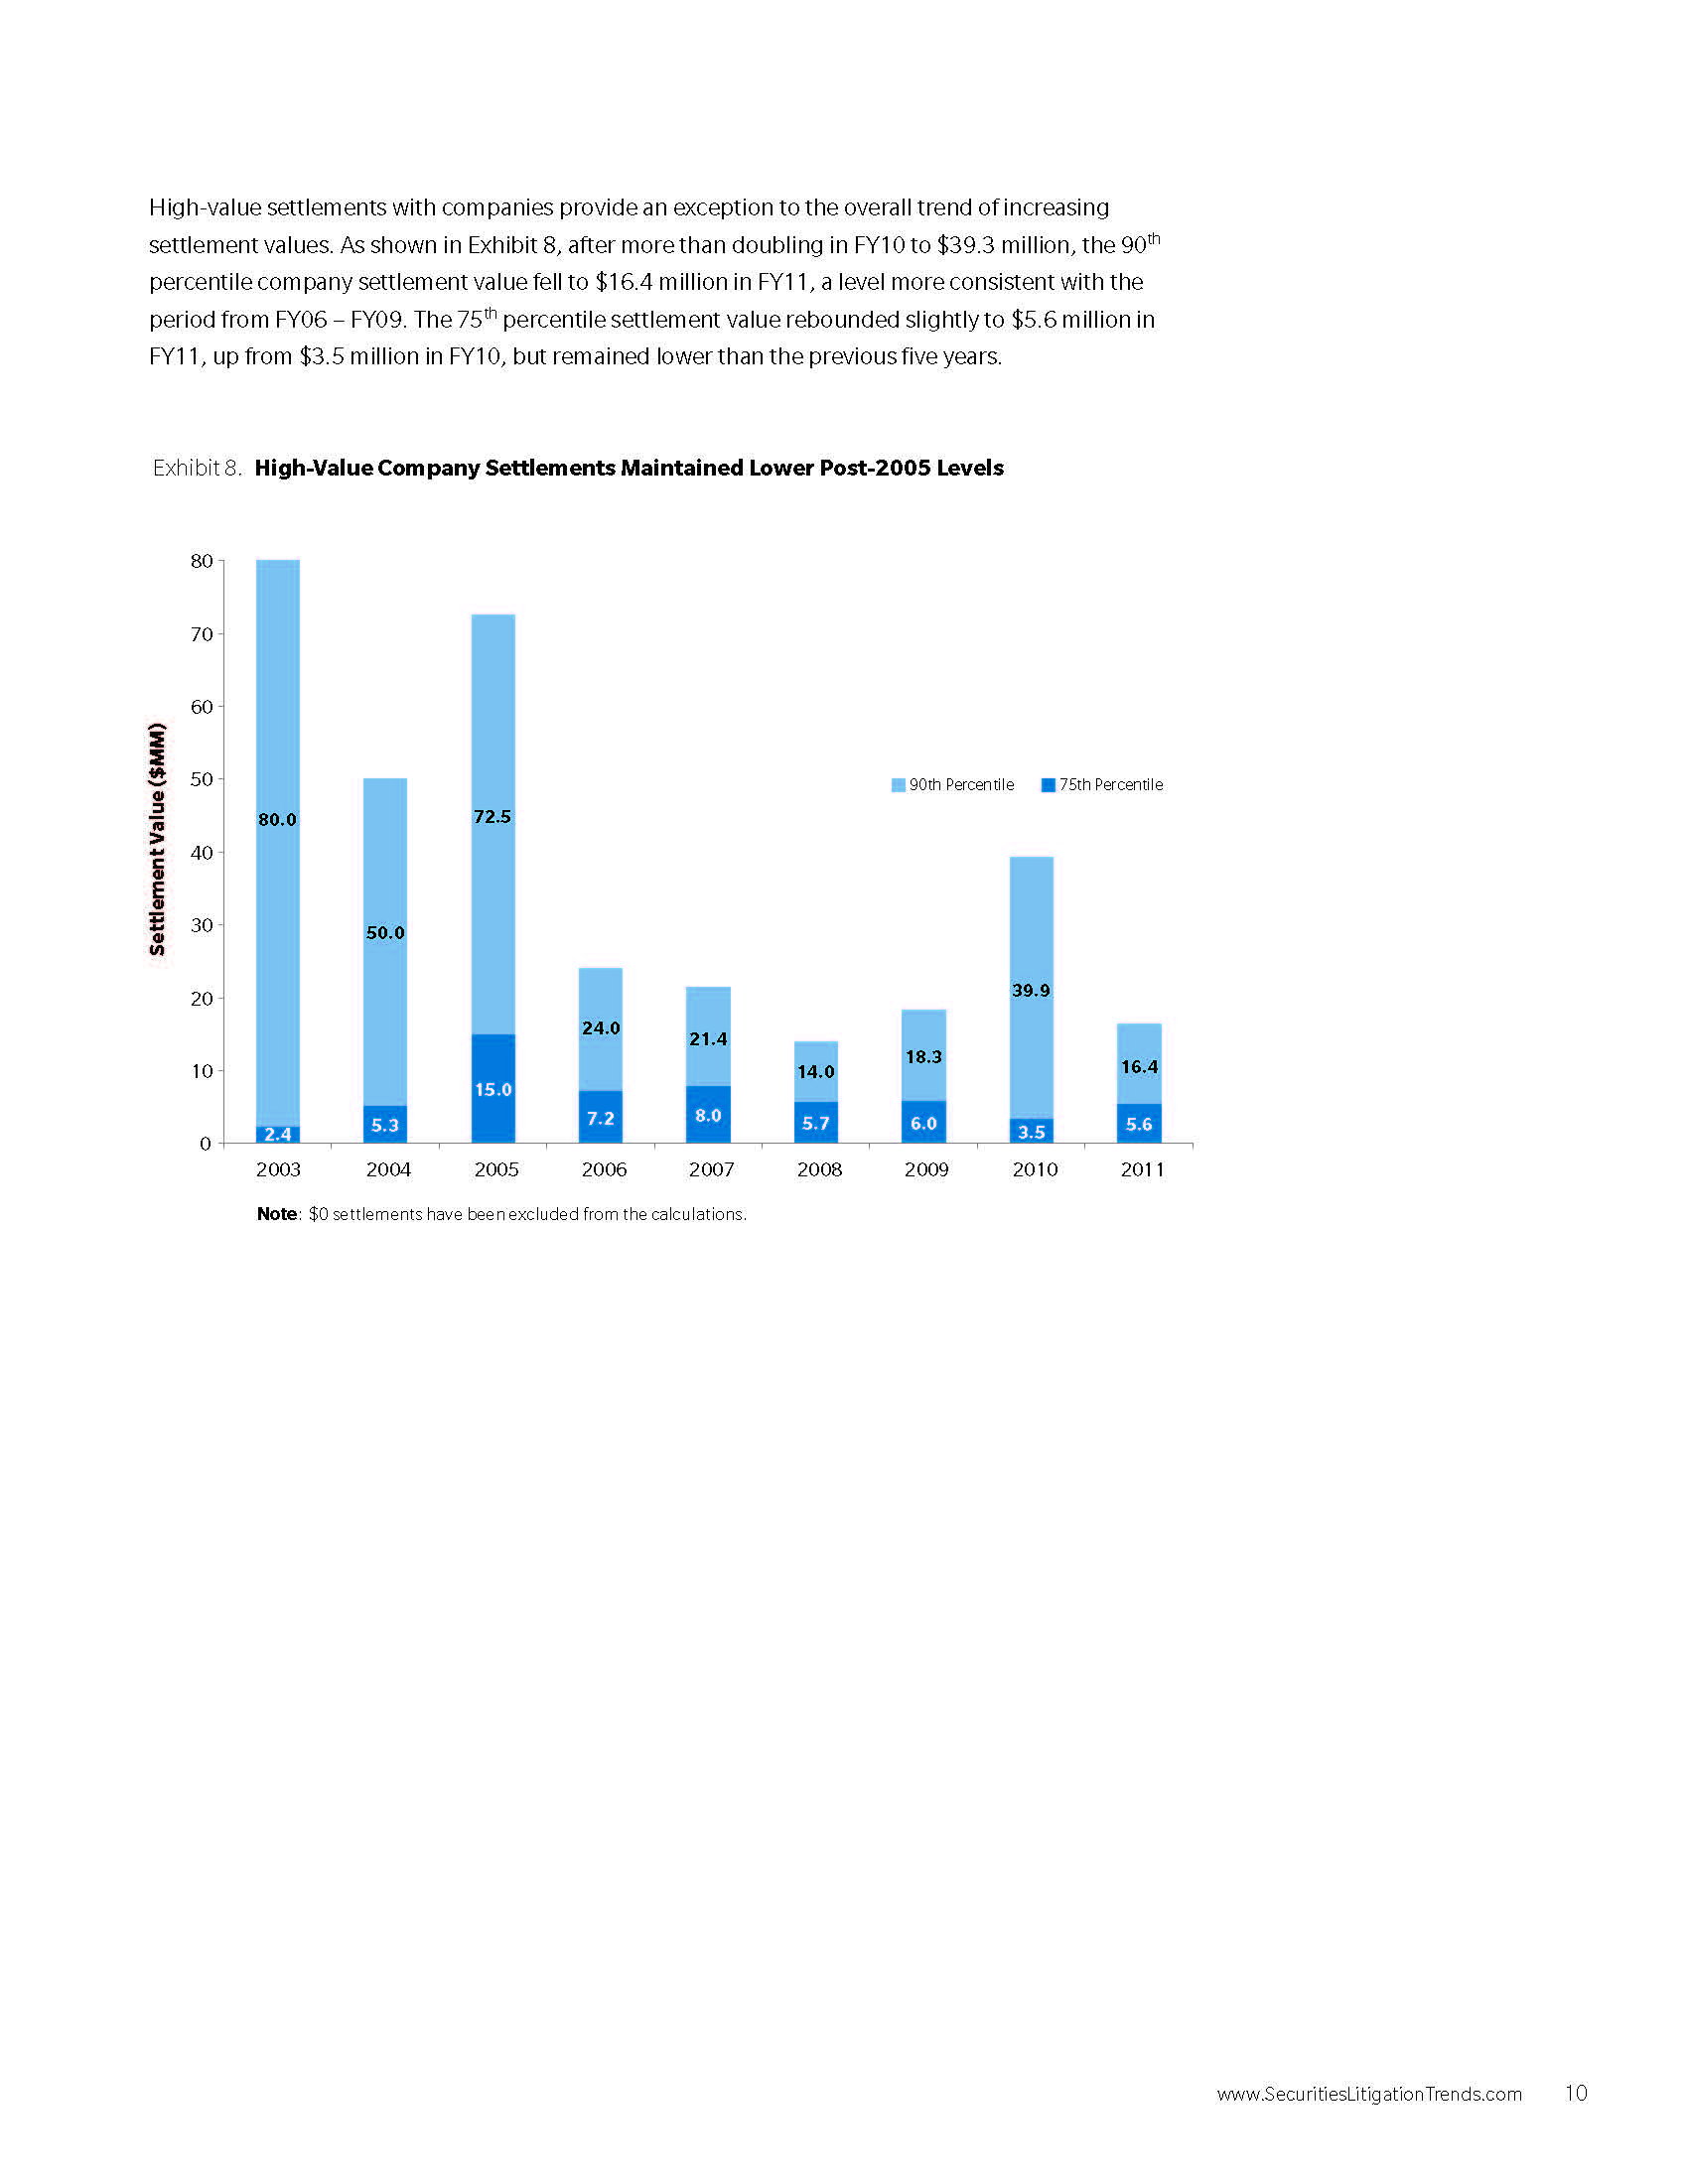 High-value settlements with companies provide an exception to the overall trend of increasing
settlement values. As shown in Exhibit 8, after more than doubling in FY10 to $39.3 million, the 90th
percentile company settlement value fell to $16.4 million in FY11, a level more consistent with the
period from FY06 – FY09. The 75th percentile settlement value rebounded slightly to $5.6 million in
FY11, up from $3.5 million in FY10, but remained lower than the previous five years.
Exhibit 8. High-Value Company Settlements Maintained Lower Post-2005 Levels
Settlement Value ($MM)
80
70
60
50
40
30
20
10
0
90th Percentile 75th Percentile
80.0
50.0
72.5
24.0
21.4
14.0
18.3
39.9
16.4
2.4
5.3
15.0
7.2
8.0
5.7
6.0
3.5
5.6
2003 2004 2005 2006 2007 2008 2009 2010 2011
Note: $0 settlements have been excluded from the calculations.
www.SecuritiesLitigationTrends.com 10